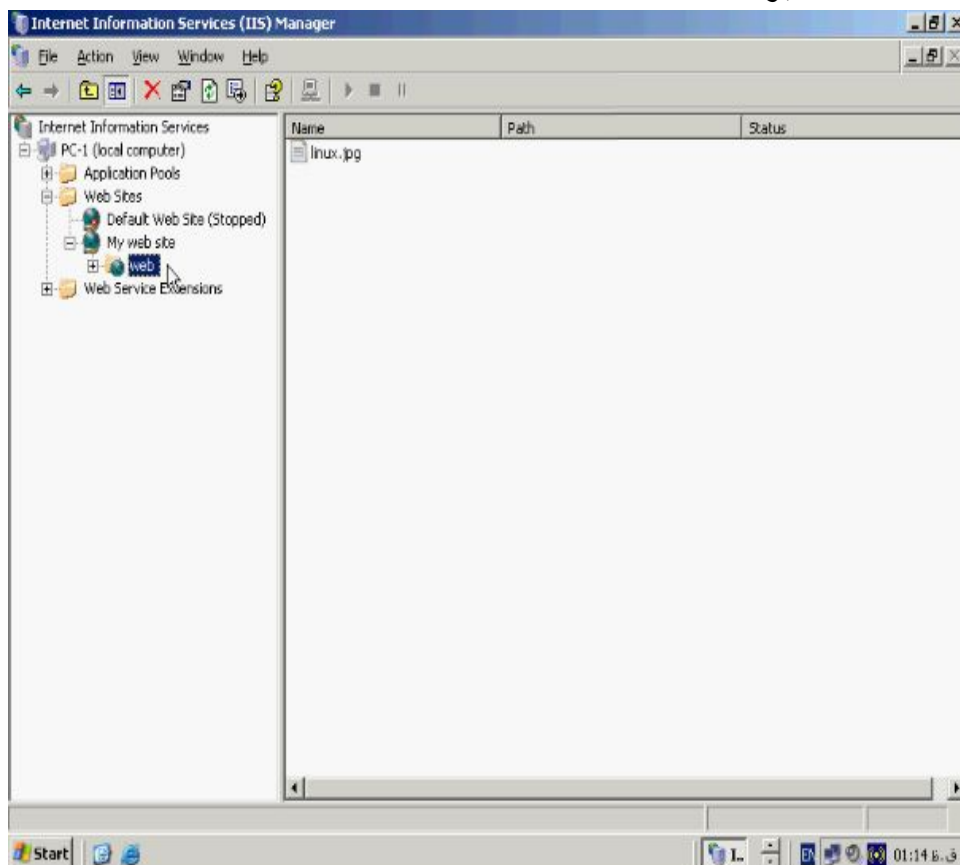 Internet Information Services (IIS) Manager
File Action View Window Help
Internet Information Services
PC-1 (local computer)
Application Pools
Web Sites
Default Web Site (Stopped)
My web site
web
Web Service Extensions
Name Path Status
linux.jpg
Start
I...
EN
01:14 ق.ظ